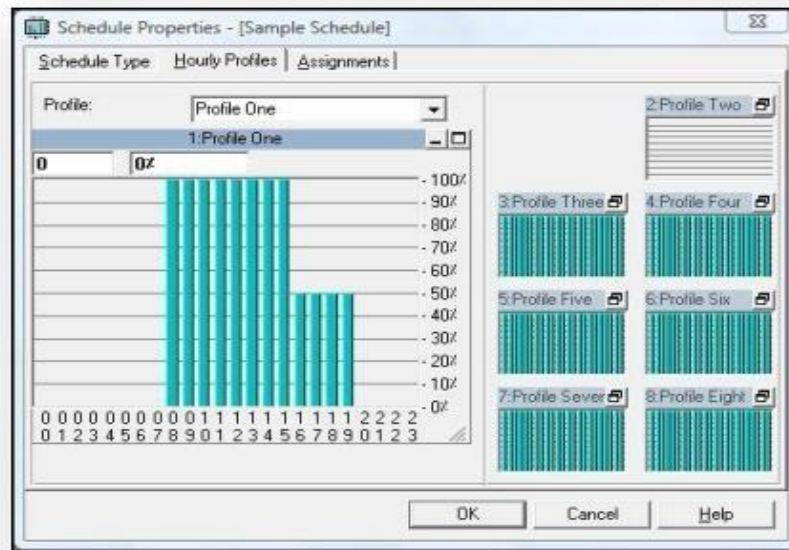 Schedule Properties - [Sample Schedule]
Schedule Type Hourly Profiles Assignments
Profile: Profile One
1:Profile One
0 0%
- 100%
- 90%
- 80%
- 70%
- 60%
- 50%
- 40%
- 30%
- 20%
- 10%
- 0%
0 0 0 0 0 0 0 0 0 0 1 1 1 1 1 1 1 1 1 1 2 2 2 2
0 1 2 3 4 5 6 7 8 9 0 1 2 3 4 5 6 7 8 9 0 1 2 3
2:Profile Two
3:Profile Three 4:Profile Four
5:Profile Five 6:Profile Six
7:Profile Sever 8:Profile Eight
OK Cancel Help